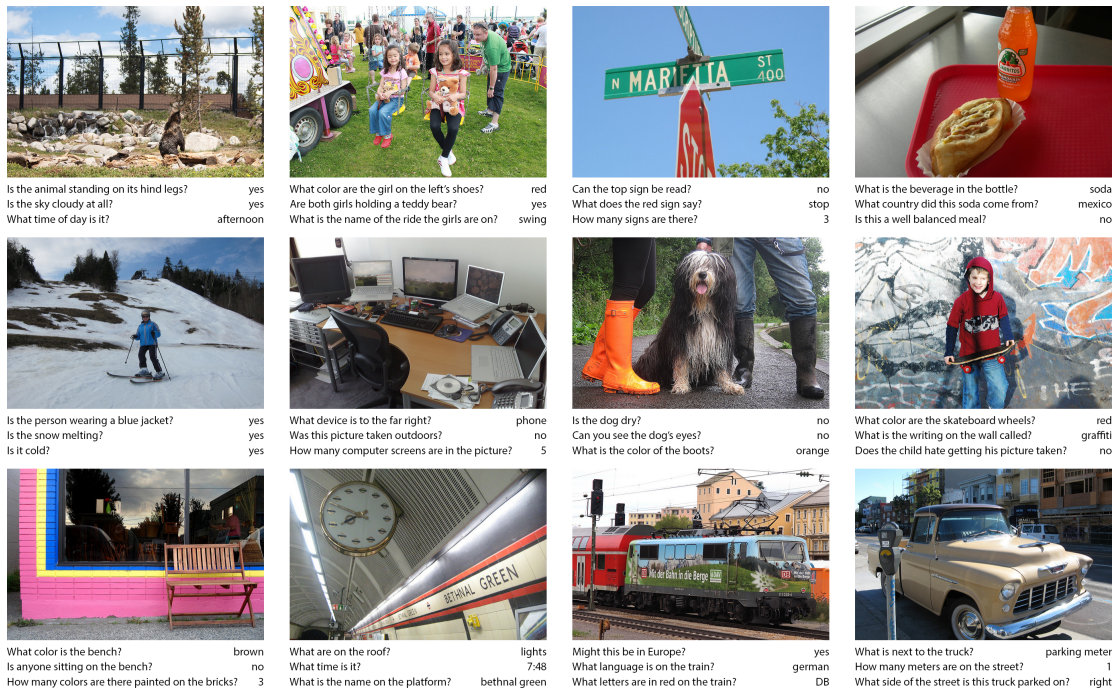 N MARIETTA ST 400
STO
JARRITOS
Is the animal standing on its hind legs? yes
Is the sky cloudy at all? yes
What time of day is it? afternoon
What color are the girl on the left's shoes? red
Are both girls holding a teddy bear? yes
What is the name of the ride the girls are on? swing
Can the top sign be read? no
What does the red sign say? stop
How many signs are there? 3
What is the beverage in the bottle? soda
What country did this soda come from? mexico
Is this a well balanced meal? no
Is the person wearing a blue jacket? yes
Is the snow melting? yes
Is it cold? yes
What device is to the far right? phone
Was this picture taken outdoors? no
How many computer screens are in the picture? 5
Is the dog dry? no
Can you see the dog's eyes? no
What is the color of the boots? orange
What color are the skateboard wheels? red
What is the writing on the wall called? graffiti
Does the child hate getting his picture taken? no
BETHNAL GREEN
Mit der Bahn in die Berge
DB
What color is the bench? brown
Is anyone sitting on the bench? no
How many colors are there painted on the bricks? 3
What are on the roof? lights
What time is it? 7:48
What is the name on the platform? bethnal green
Might this be in Europe? yes
What language is on the train? german
What letters are in red on the train? DB
What is next to the truck? parking meter
How many meters are on the street? 1
What side of the street is this truck parked on? right